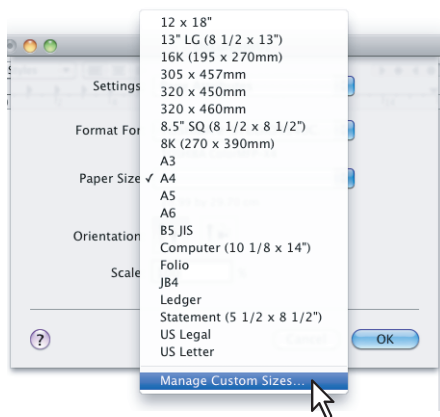 12 x 18"
13" LG (8 1/2 x 13")
16K (195 x 270mm)
305 x 457mm
Settings
320 x 450mm
320 x 460mm
Format For
8.5" SQ (8 1/2 x 8 1/2")
8K (270 x 390mm)
A3
Paper Size ✓ A4
A5
A6
Orientation
B5 JIS
Computer (10 1/8 x 14")
Folio
Scale
JB4
Ledger
Statement (5 1/2 x 8 1/2")
US Legal
? OK
US Letter
Manage Custom Sizes...